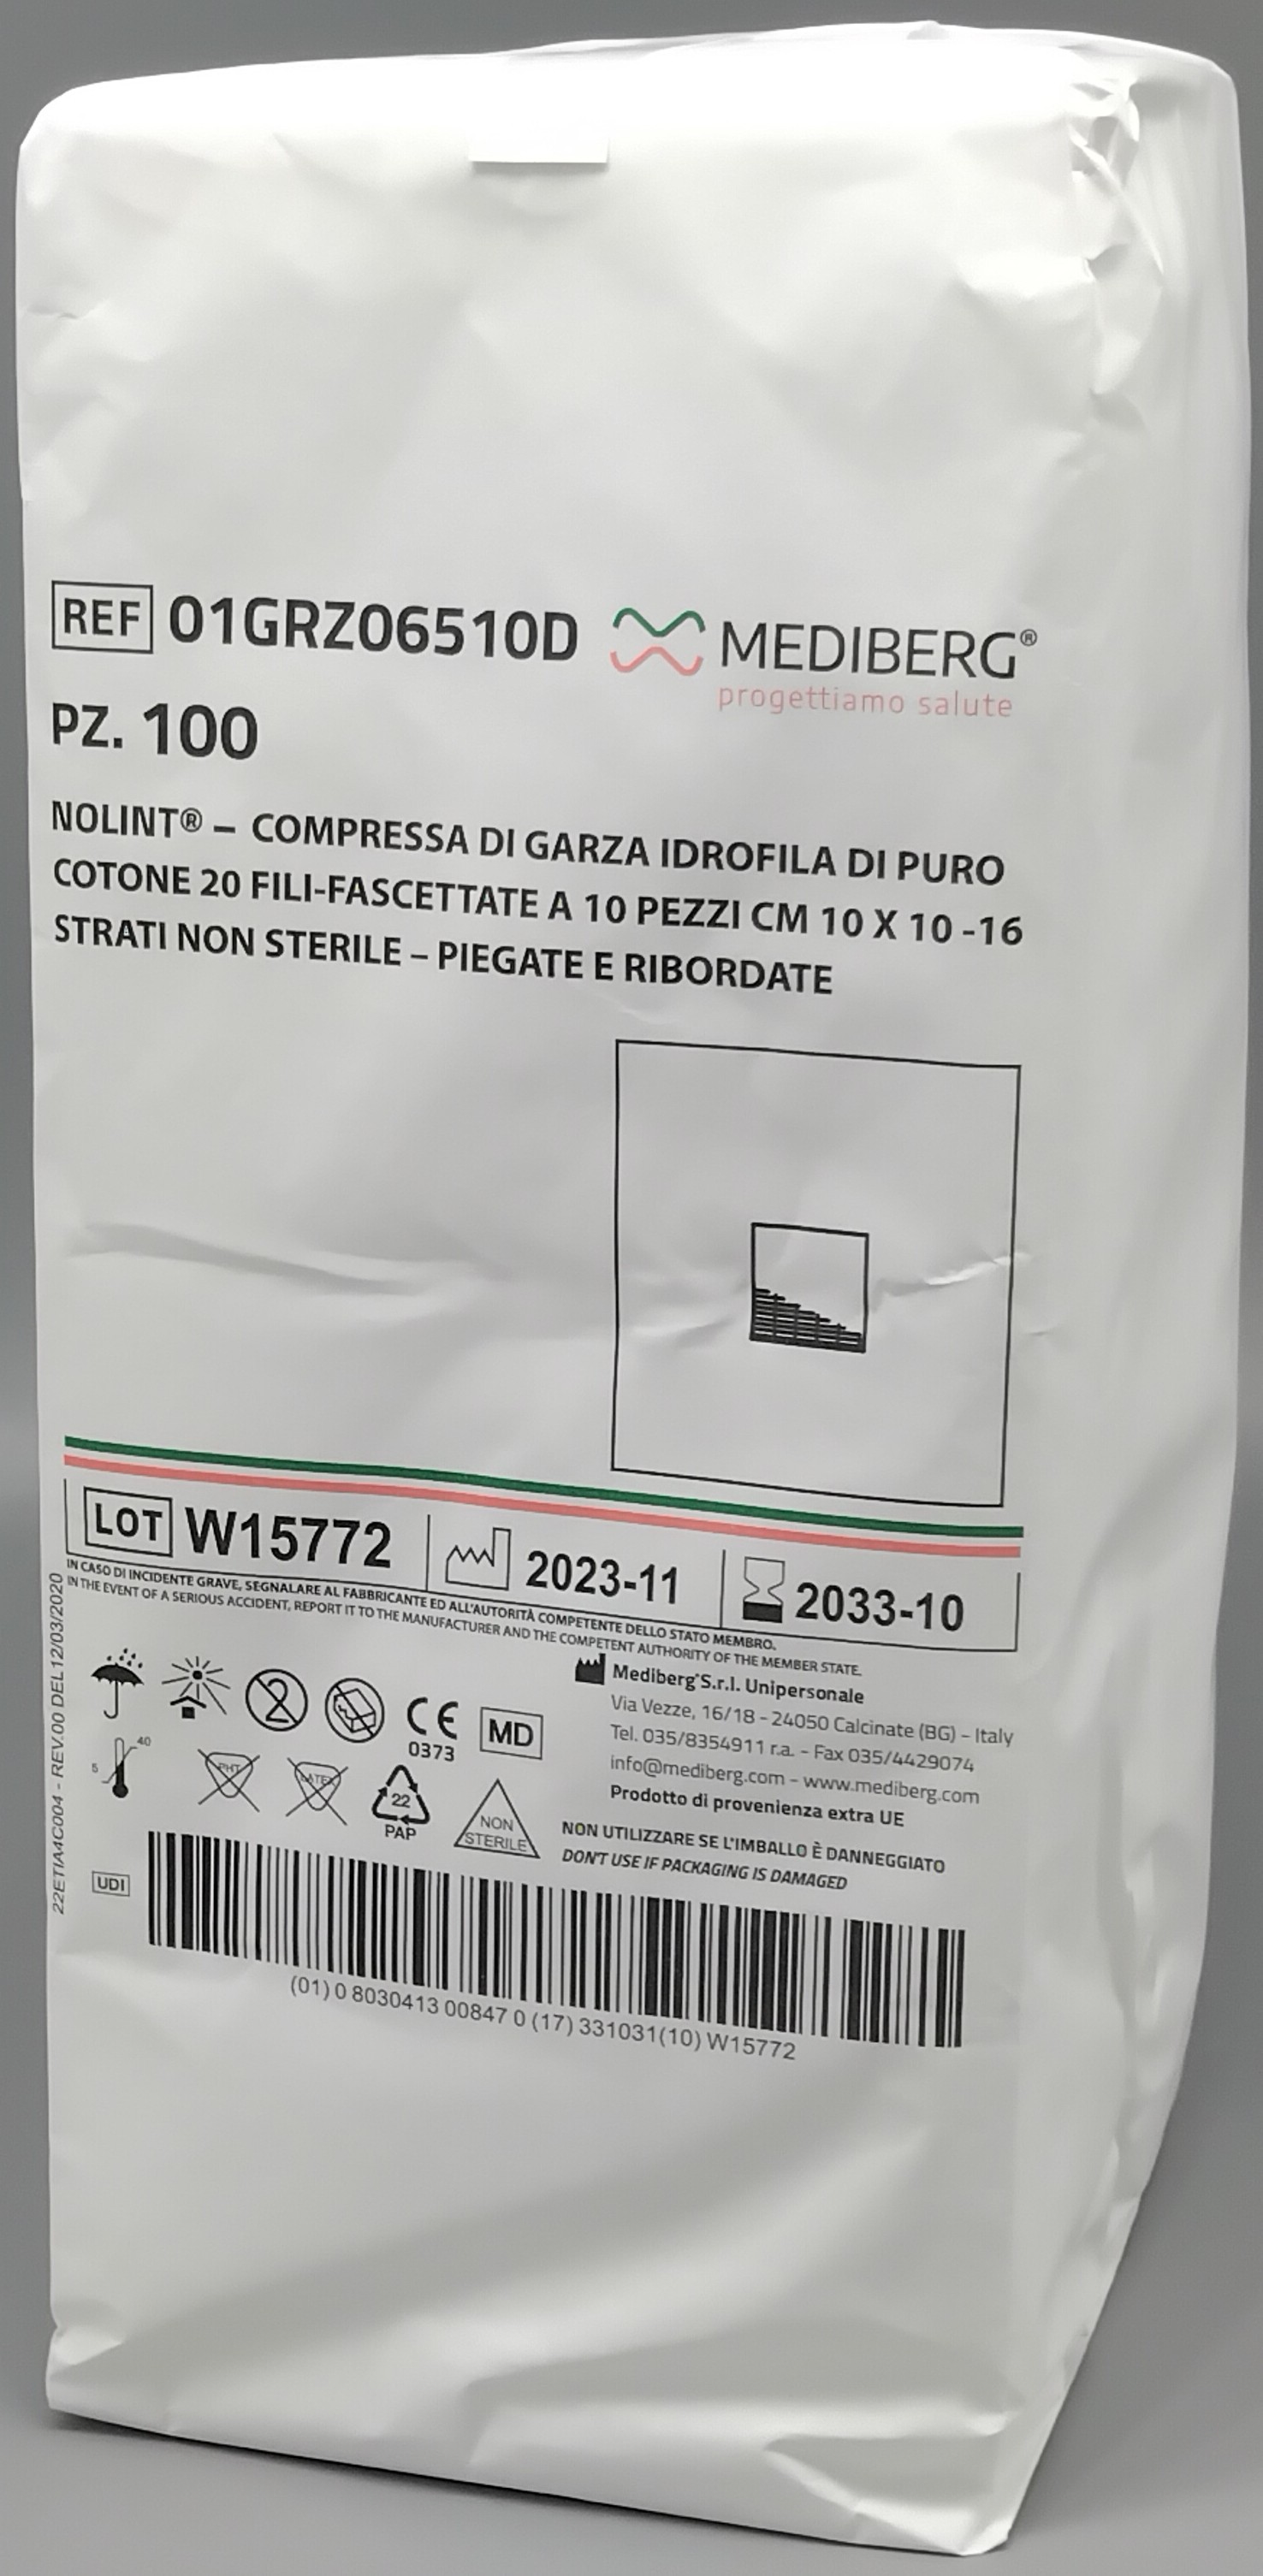 REF 01GRZ06510D
MEDIBERG®
progettiamo salute
PZ. 100
NOLINT® – COMPRESSA DI GARZA IDROFILA DI PURO
COTONE 20 FILI-FASCETTATE A 10 PEZZI CM 10 X 10 -16
STRATI NON STERILE – PIEGATE E RIBORDATE
LOT W15772
2023-11
2033-10
IN CASO DI INCIDENTE GRAVE, SEGNALARE AL FABBRICANTE ED ALL'AUTORITÀ COMPETENTE DELLO STATO MEMBRO.
IN THE EVENT OF A SERIOUS ACCIDENT, REPORT IT TO THE MANUFACTURER AND THE COMPETENT AUTHORITY OF THE MEMBER STATE.
2
CE
0373
MD
Mediberg®S.r.l. Unipersonale
Via Vezze, 16/18 - 24050 Calcinate (BG) - Italy
Tel. 035/8354911 r.a. - Fax 035/4429074
info@mediberg.com - www.mediberg.com
Prodotto di provenienza extra UE
5
40
PHT
LATEX
22
PAP
NON
STERILE
NON UTILIZZARE SE L'IMBALLO È DANNEGGIATO
DON'T USE IF PACKAGING IS DAMAGED
UDI
(01) 0 8030413 00847 0 (17) 331031(10) W15772
22ETIA4C004 - REV.00 DEL12/03/2020